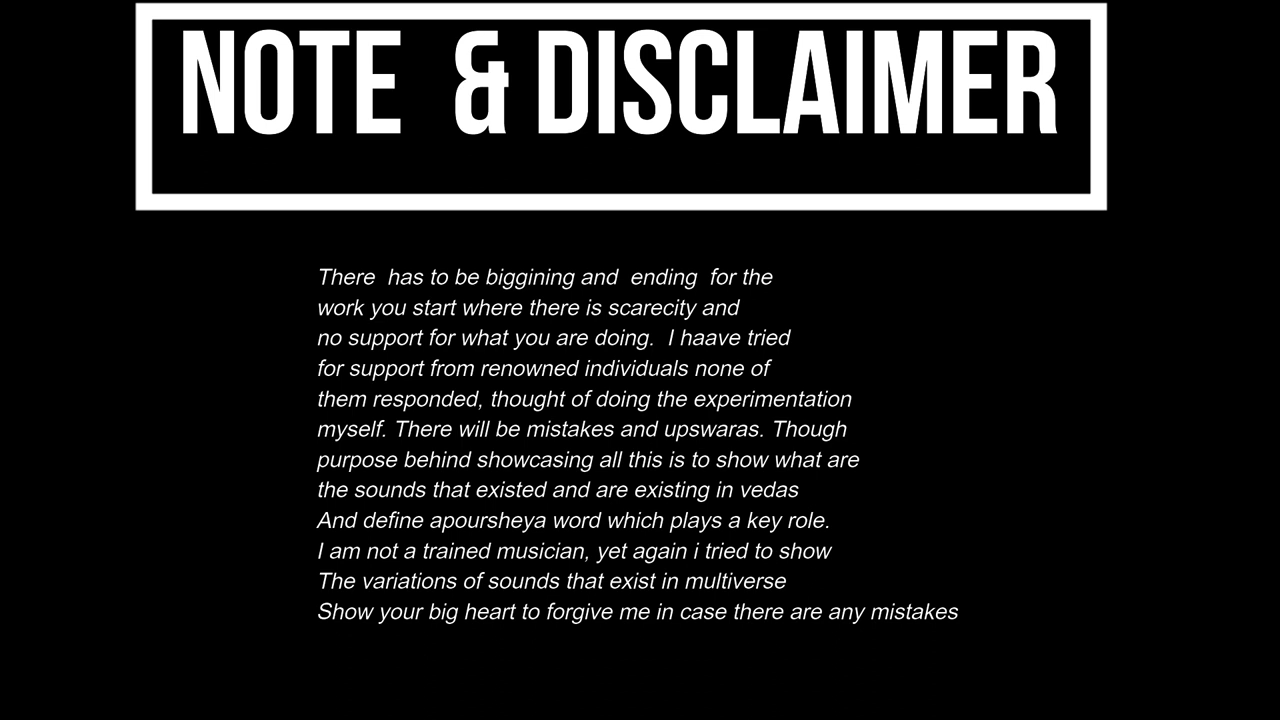 NOTE & DISCLAIMER
There has to be biggining and ending for the
work you start where there is scarecity and
no support for what you are doing. I haave tried
for support from renowned individuals none of
them responded, thought of doing the experimentation
myself. There will be mistakes and upswaras. Though
purpose behind showcasing all this is to show what are
the sounds that existed and are existing in vedas
And define apoursheya word which plays a key role.
I am not a trained musician, yet again i tried to show
The variations of sounds that exist in multiverse
Show your big heart to forgive me in case there are any mistakes